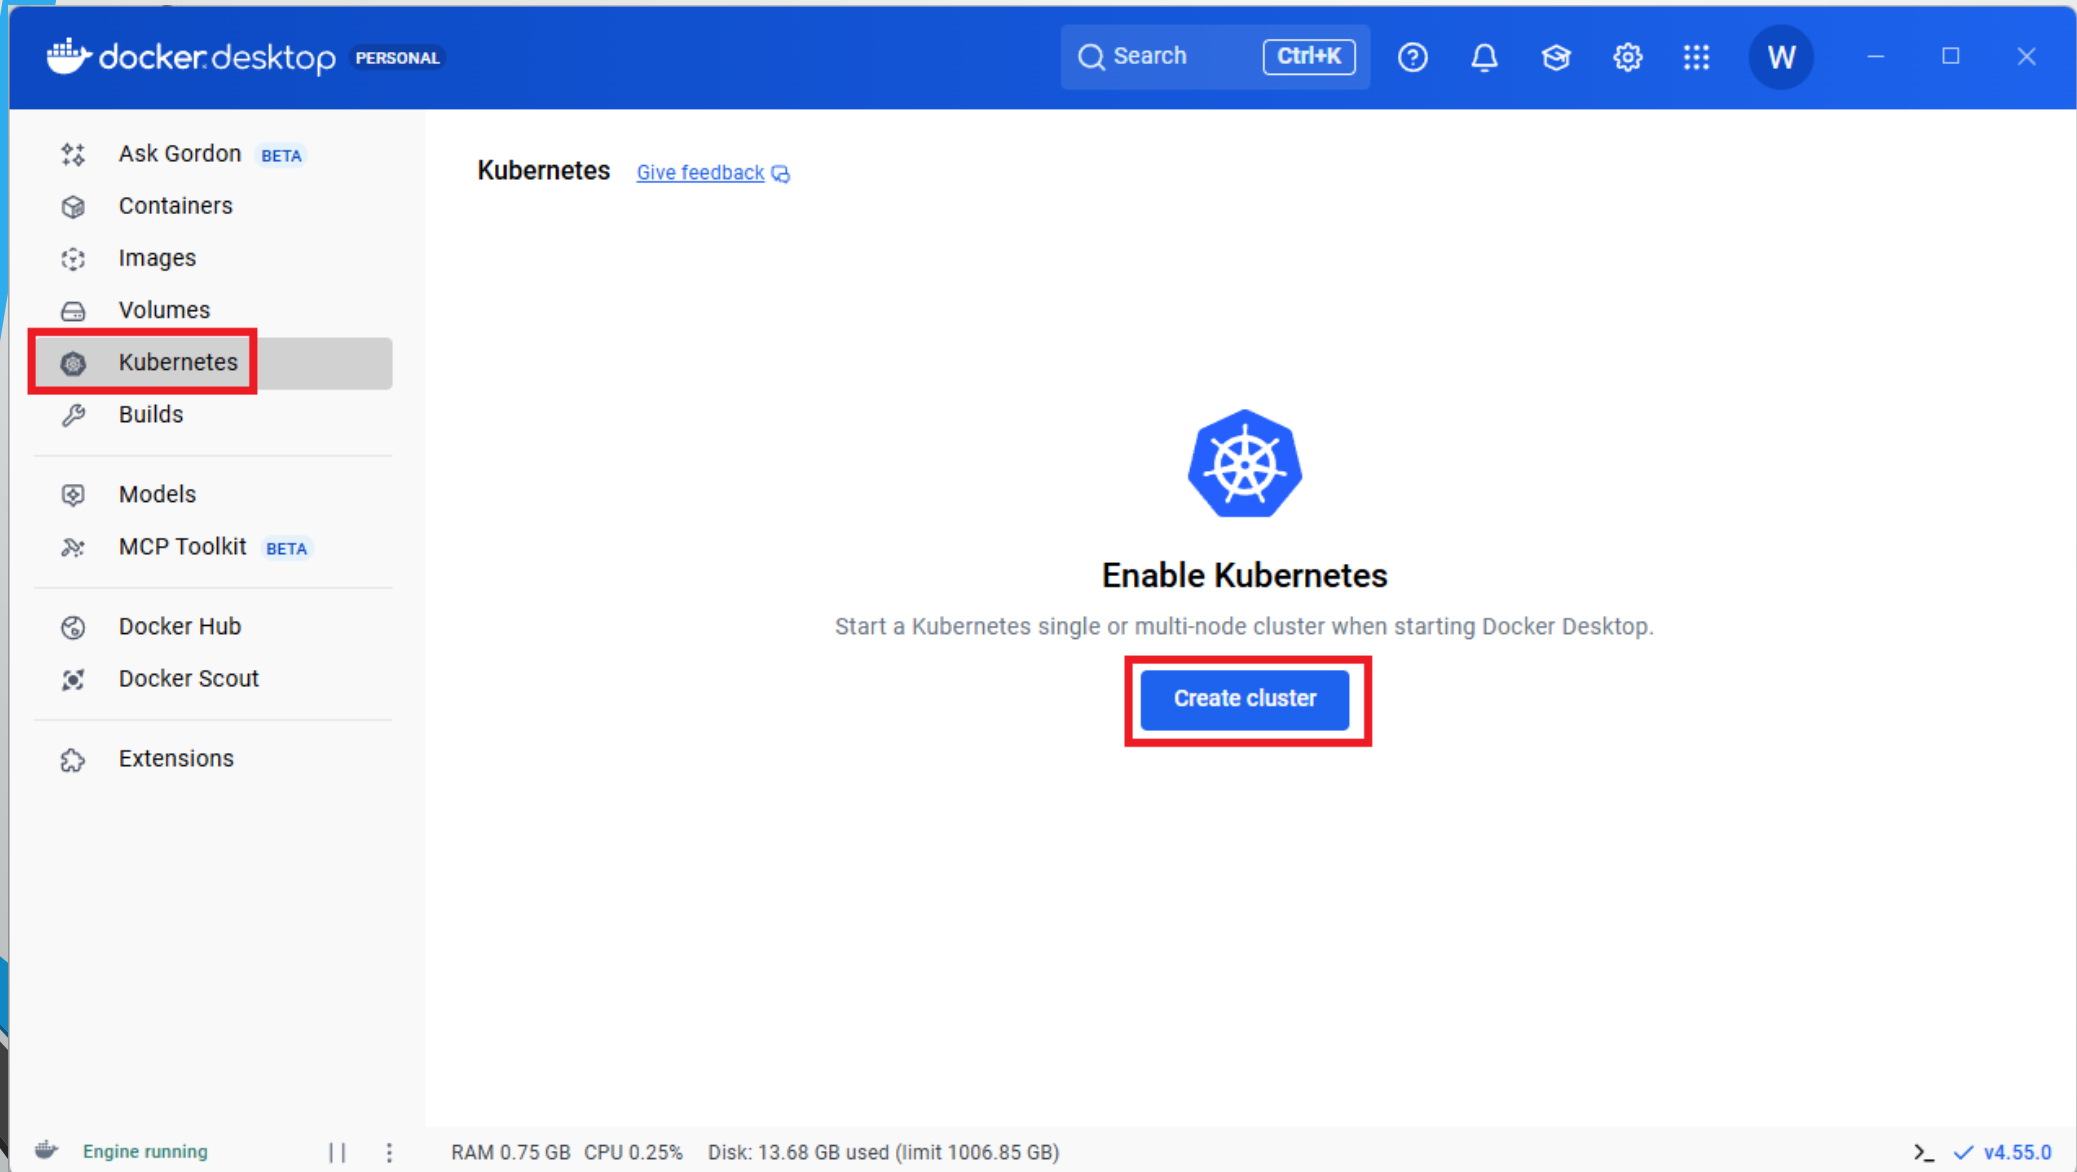 docker.desktop PERSONAL
Search Ctrl+K
W
Ask Gordon BETA
Containers
Images
Volumes
Kubernetes
Builds
Models
MCP Toolkit BETA
Docker Hub
Docker Scout
Extensions
Kubernetes Give feedback
Enable Kubernetes
Start a Kubernetes single or multi-node cluster when starting Docker Desktop.
Create cluster
Engine running
RAM 0.75 GB CPU 0.25% Disk: 13.68 GB used (limit 1006.85 GB)
v4.55.0